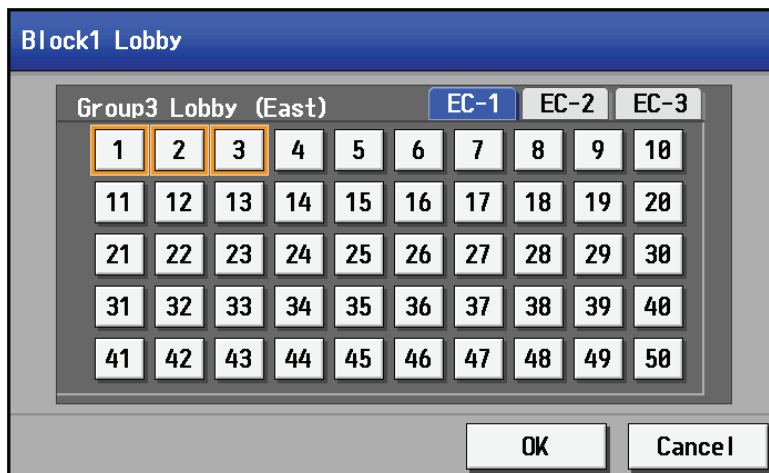 Block1 Lobby
Group3 Lobby (East) EC-1 EC-2 EC-3
1 2 3 4 5 6 7 8 9 10
11 12 13 14 15 16 17 18 19 20
21 22 23 24 25 26 27 28 29 30
31 32 33 34 35 36 37 38 39 40
41 42 43 44 45 46 47 48 49 50
OK Cancel